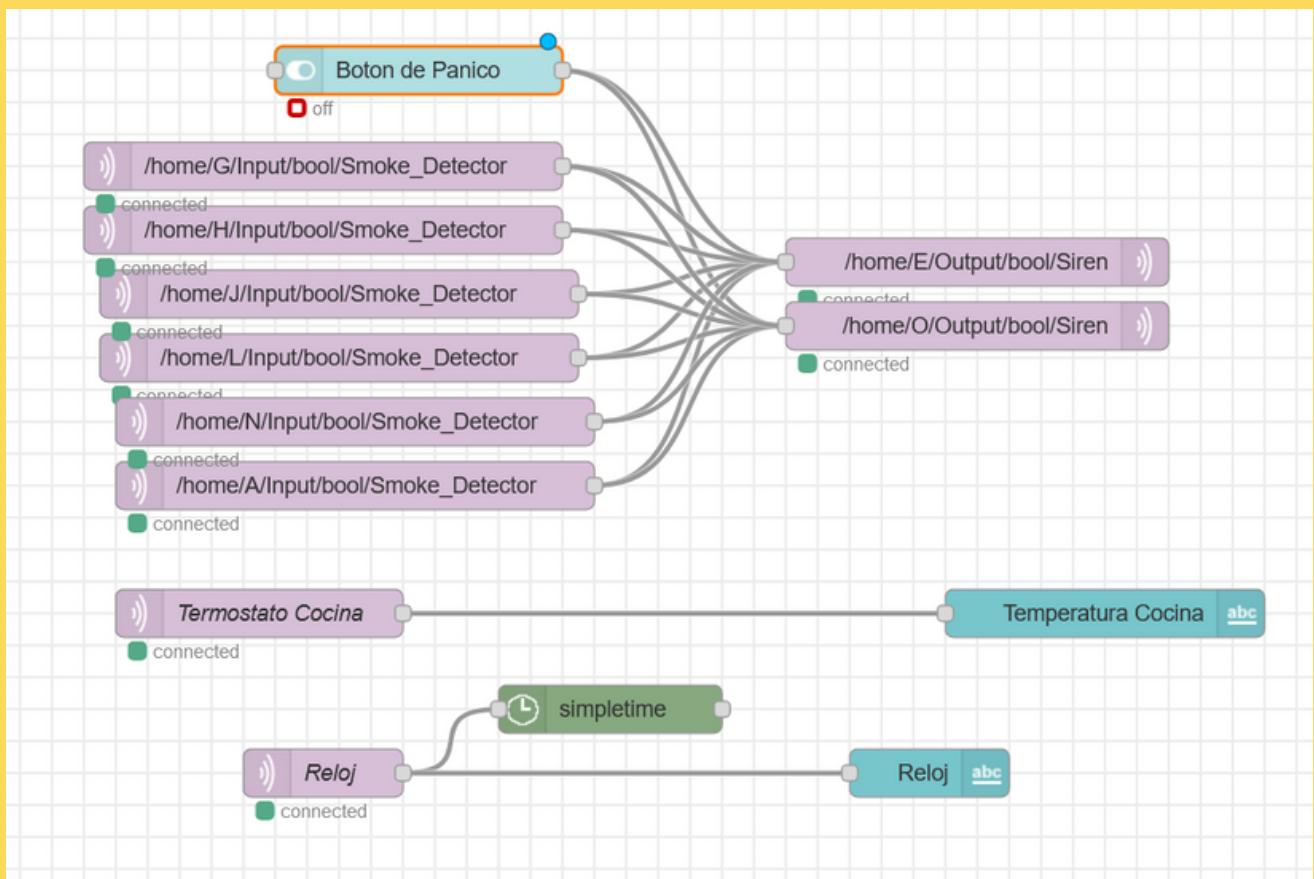 Boton de Panico
off
/home/G/Input/bool/Smoke_Detector
connected
/home/H/Input/bool/Smoke_Detector
connected
/home/J/Input/bool/Smoke_Detector
connected
/home/L/Input/bool/Smoke_Detector
connected
/home/N/Input/bool/Smoke_Detector
connected
/home/A/Input/bool/Smoke_Detector
connected
/home/E/Output/bool/Siren
connected
/home/O/Output/bool/Siren
connected
Termostato Cocina
connected
Temperatura Cocina
abc
simpletime
Reloj
connected
Reloj
abc